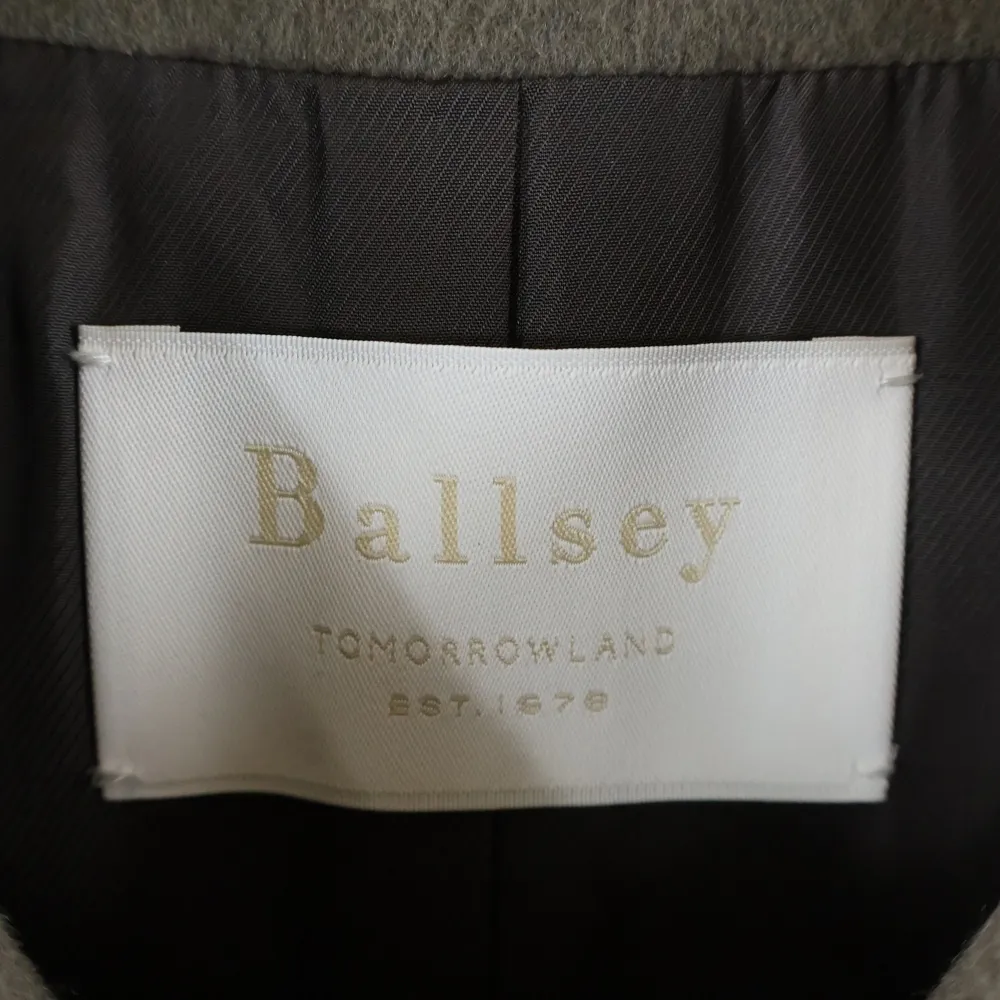 Ballsey
TOMORROWLAND
EST. 1978